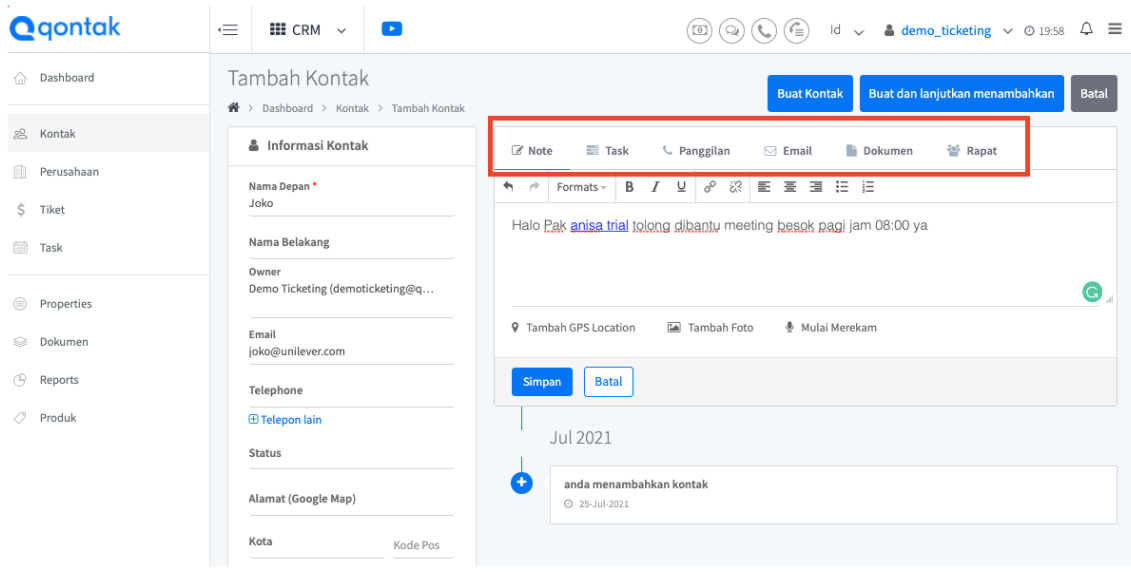 qontak
CRM
Id
demo_ticketing
19:58
Dashboard
Kontak
Perusahaan
Tiket
Task
Properties
Dokumen
Reports
Produk
Tambah Kontak
Dashboard > Kontak > Tambah Kontak
Buat Kontak
Buat dan lanjutkan menambahkan
Batal
Informasi Kontak
Nama Depan *
Joko
Nama Belakang
Owner
Demo Ticketing (demoticketing@q...
Email
joko@unilever.com
Telephone
Telepon lain
Status
Alamat (Google Map)
Kota Kode Pos
Note Task Panggilan Email Dokumen Rapat
Formats B I U
Halo Pak anisa trial tolong dibantu meeting besok pagi jam 08:00 ya
Tambah GPS Location Tambah Foto Mulai Merekam
Simpan Batal
Jul 2021
anda menambahkan kontak
25-Jul-2021